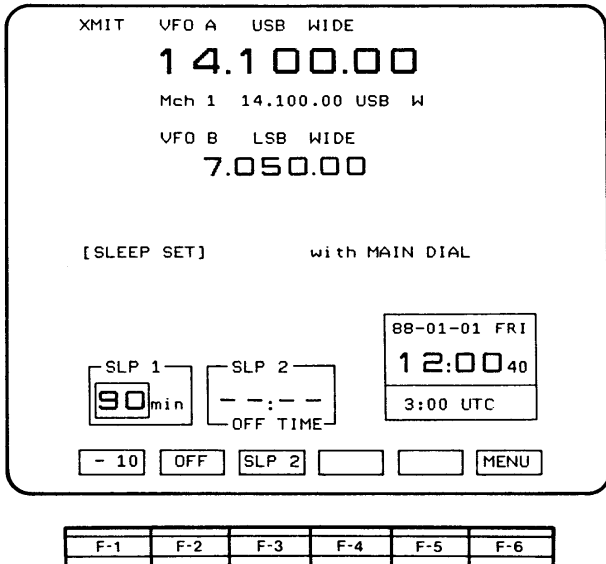 XMIT VFO A USB WIDE
14.100.00
Mch 1 14.100.00 USB W
VFO B LSB WIDE
7.050.00
[SLEEP SET] with MAIN DIAL
88-01-01 FRI
12:00 40
3:00 UTC
SLP 1
90 min
SLP 2
--:--
OFF TIME
- 10 OFF SLP 2 MENU
F-1 F-2 F-3 F-4 F-5 F-6